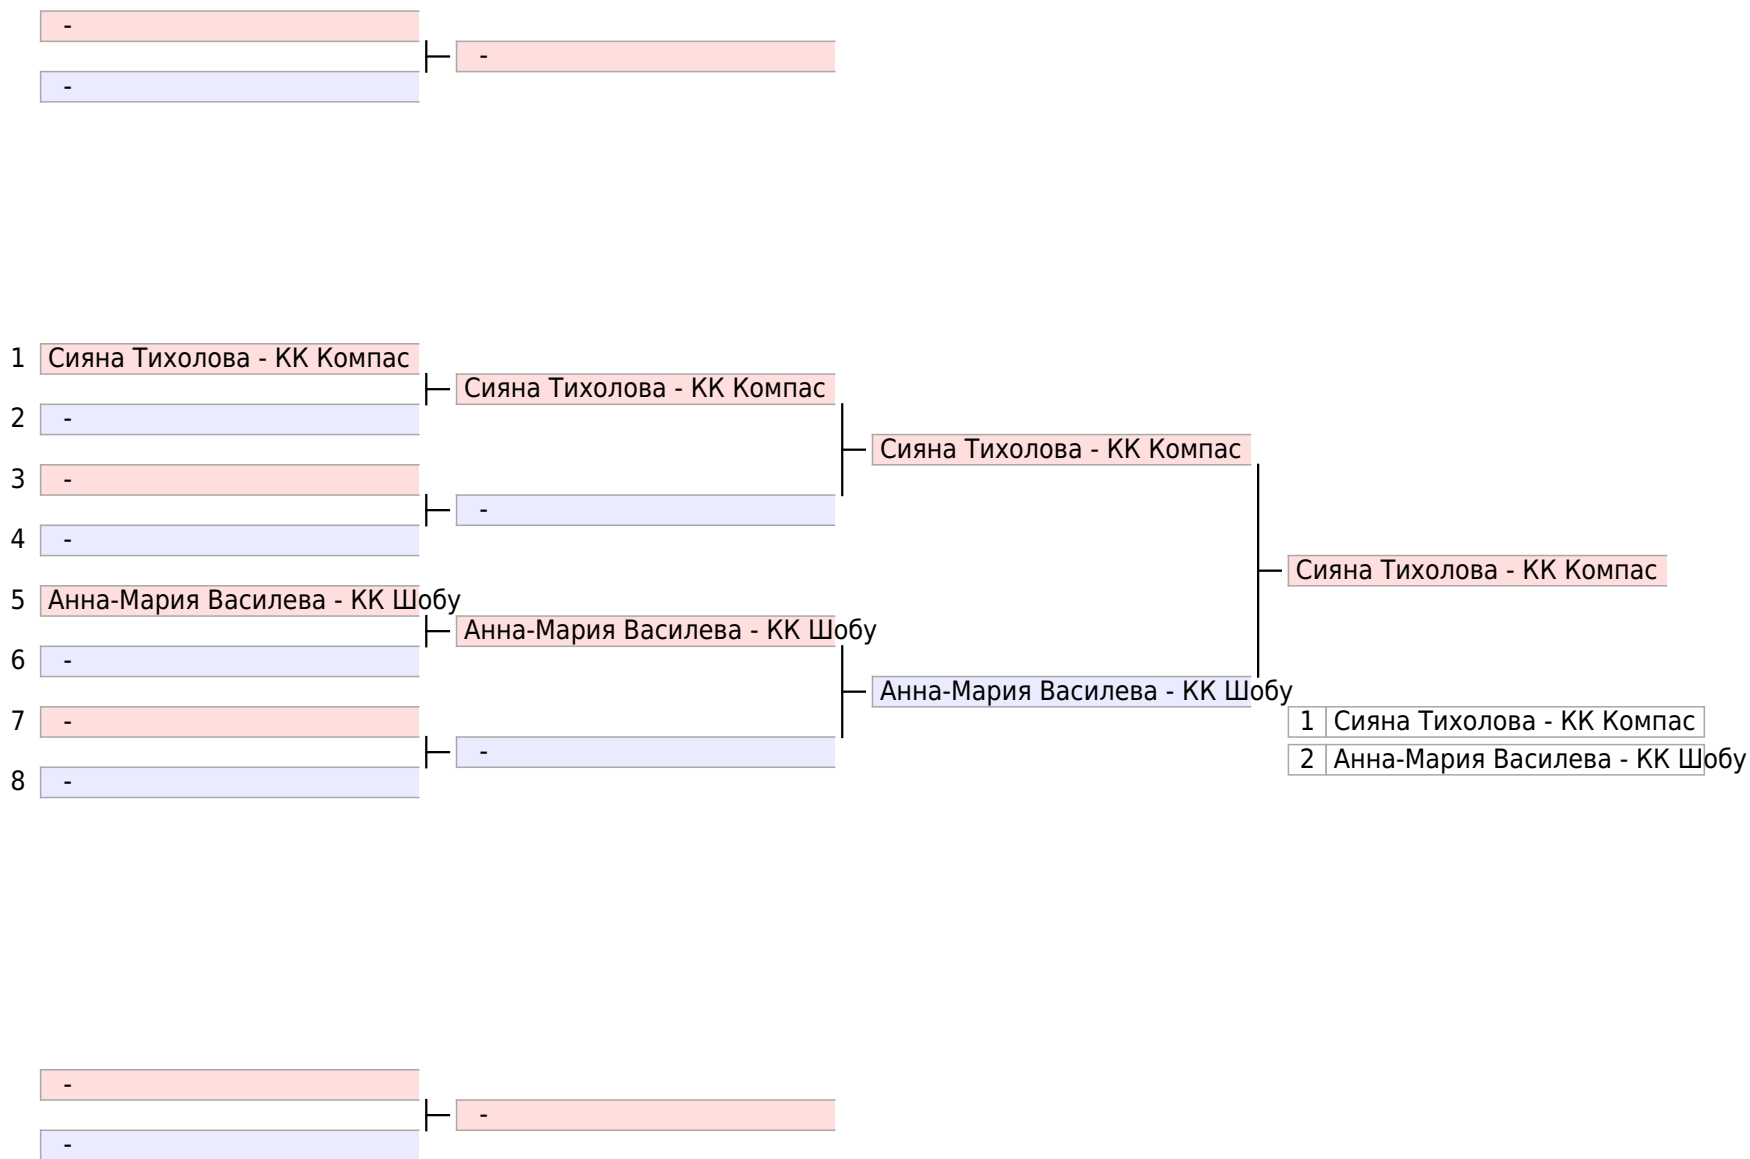 -
-
-
1 Сияна Тихолова - КК Компас
Сияна Тихолова - КК Компас
2 -
Сияна Тихолова - КК Компас
3 -
-
4 -
Сияна Тихолова - КК Компас
5 Анна-Мария Василева - КК Шобу
Анна-Мария Василева - КК Шобу
6 -
Анна-Мария Василева - КК Шобу
7 -
1 Сияна Тихолова - КК Компас
-
2 Анна-Мария Василева - КК Шобу
8 -
-
-
-